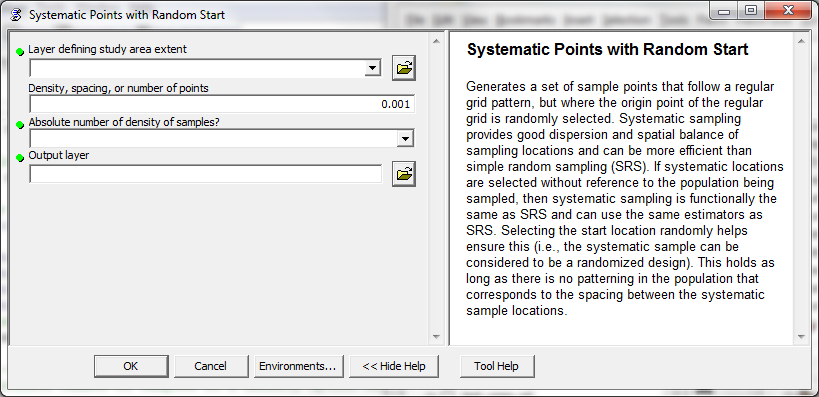 Systematic Points with Random Start
Layer defining study area extent
Density, spacing, or number of points
0.001
Absolute number of density of samples?
Output layer
Systematic Points with Random Start
Generates a set of sample points that follow a regular
grid pattern, but where the origin point of the regular
grid is randomly selected. Systematic sampling
provides good dispersion and spatial balance of
sampling locations and can be more efficient than
simple random sampling (SRS). If systematic locations
are selected without reference to the population being
sampled, then systematic sampling is functionally the
same as SRS and can use the same estimators as
SRS. Selecting the start location randomly helps
ensure this (i.e., the systematic sample can be
considered to be a randomized design). This holds as
long as there is no patterning in the population that
corresponds to the spacing between the systematic
sample locations.
OK
Cancel
Environments...
<< Hide Help
Tool Help